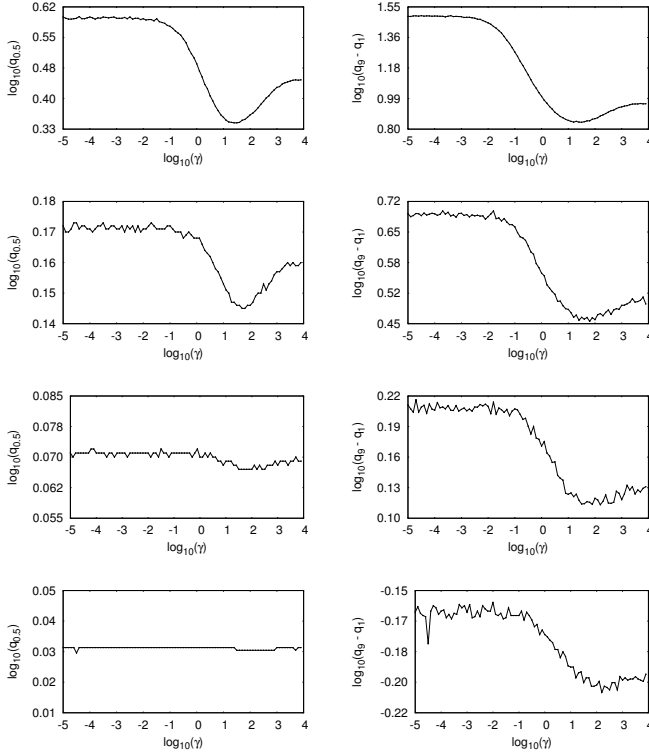 0.62
0.55
0.48
0.40
0.33
log10(q0.5)
-5 -4 -3 -2 -1 0 1 2 3 4
log10(γ)
1.55
1.36
1.18
0.99
0.80
log10(q9 - q1)
-5 -4 -3 -2 -1 0 1 2 3 4
log10(γ)
0.18
0.17
0.16
0.15
0.14
log10(q0.5)
-5 -4 -3 -2 -1 0 1 2 3 4
log10(γ)
0.72
0.65
0.58
0.52
0.45
log10(q9 - q1)
-5 -4 -3 -2 -1 0 1 2 3 4
log10(γ)
0.085
0.078
0.070
0.062
0.055
log10(q0.5)
-5 -4 -3 -2 -1 0 1 2 3 4
log10(γ)
0.22
0.19
0.16
0.13
0.10
log10(q9 - q1)
-5 -4 -3 -2 -1 0 1 2 3 4
log10(γ)
0.05
0.04
0.03
0.02
0.01
log10(q0.5)
-5 -4 -3 -2 -1 0 1 2 3 4
log10(γ)
-0.15
-0.17
-0.18
-0.20
-0.22
log10(q9 - q1)
-5 -4 -3 -2 -1 0 1 2 3 4
log10(γ)